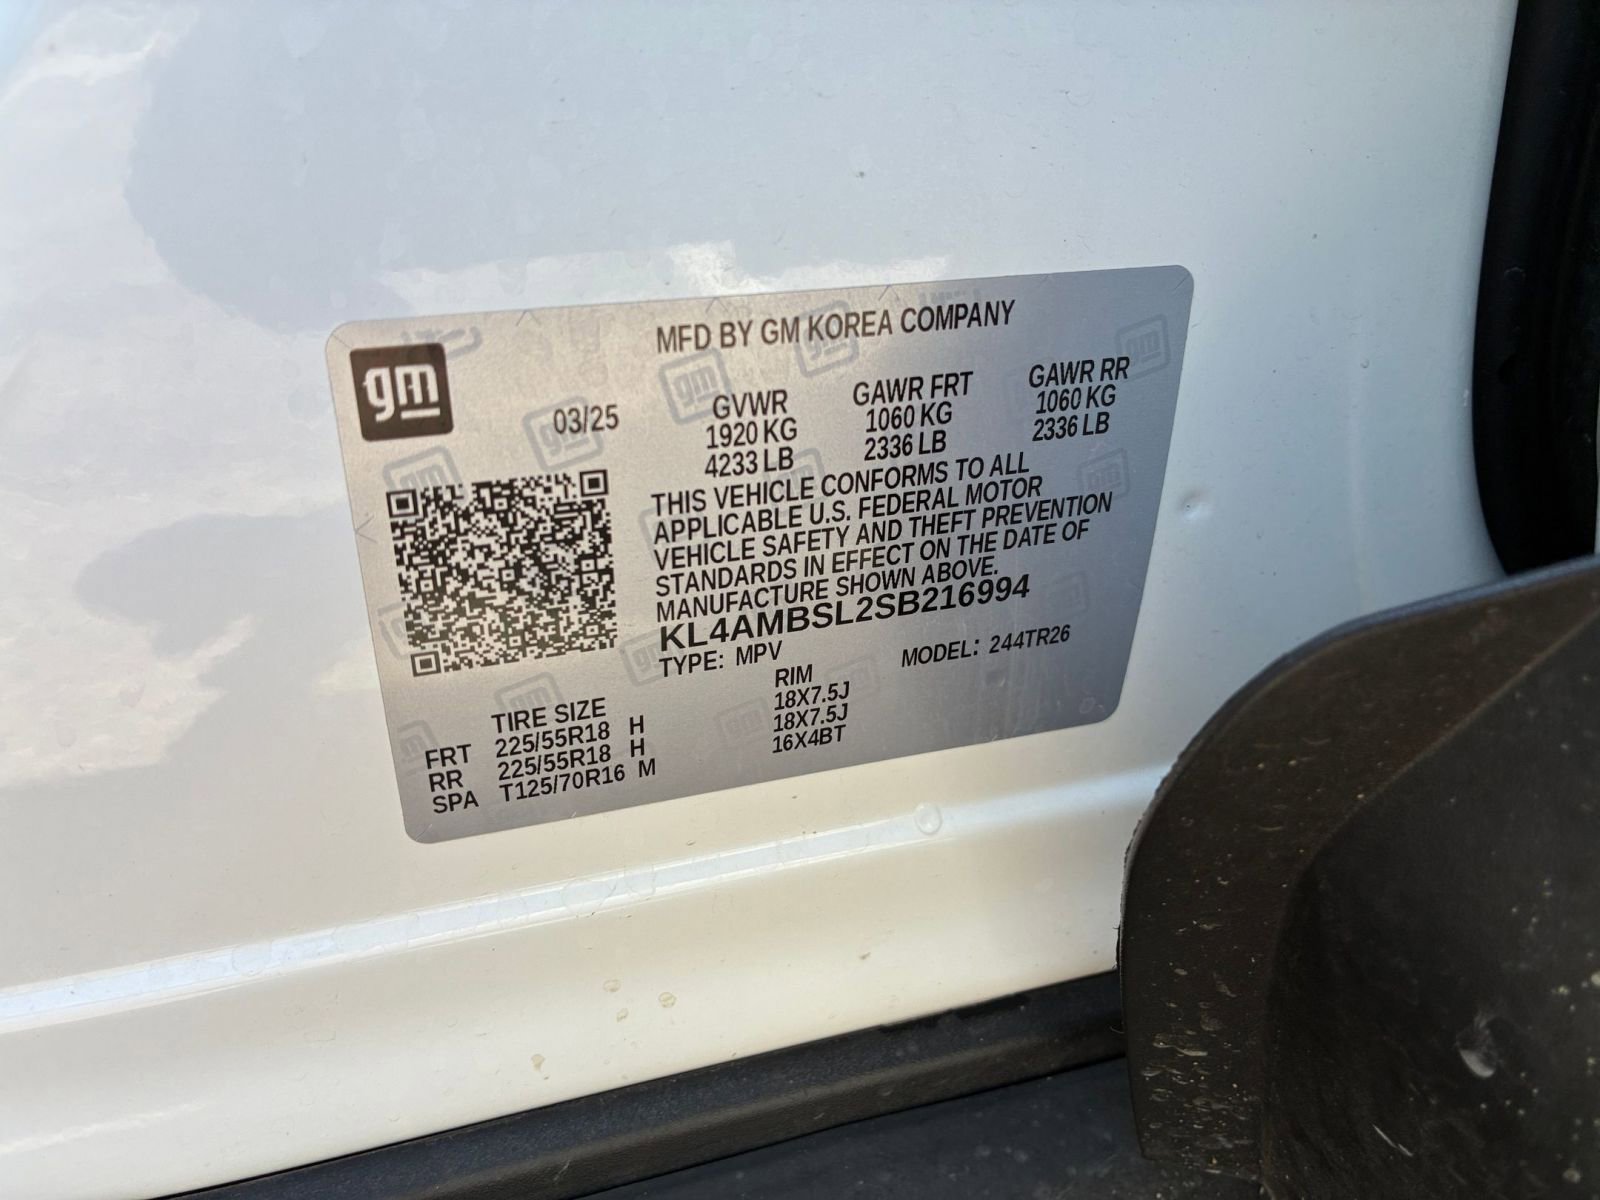 MFD BY GM KOREA COMPANY
gm
03/25
GVWR GAWR FRT GAWR RR
1920 KG 1060 KG 1060 KG
4233 LB 2336 LB 2336 LB
THIS VEHICLE CONFORMS TO ALL
APPLICABLE U.S. FEDERAL MOTOR
VEHICLE SAFETY AND THEFT PREVENTION
STANDARDS IN EFFECT ON THE DATE OF
MANUFACTURE SHOWN ABOVE.
KL4AMBSL2SB216994
TYPE: MPV MODEL: 244TR26
TIRE SIZE RIM
FRT 225/55R18 H 18X7.5J
RR 225/55R18 H 18X7.5J
SPA T125/70R16 M 16X4BT